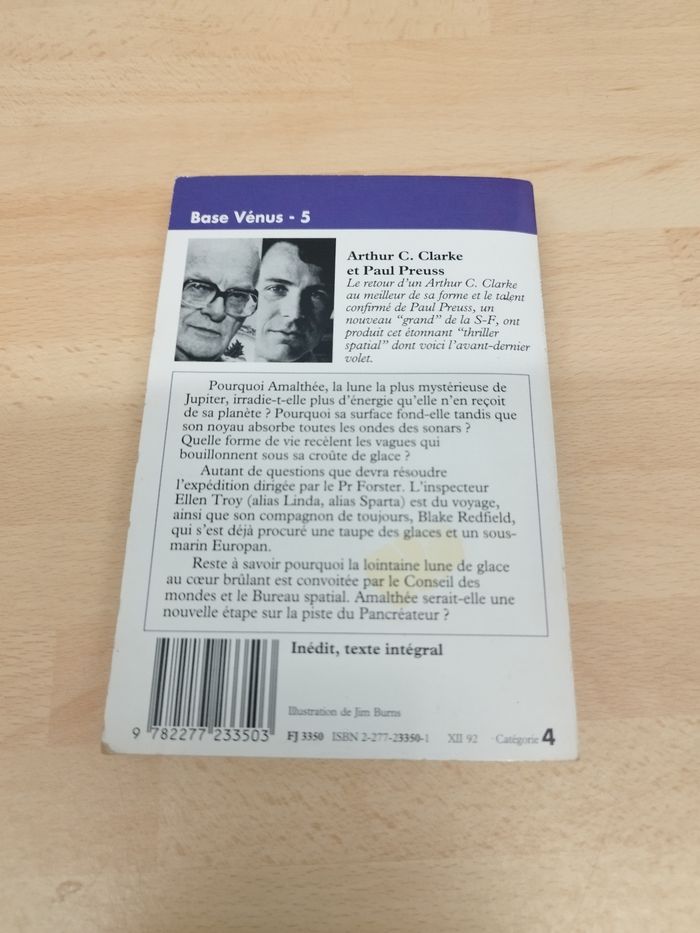 Base Vénus - 5
Arthur C. Clarke
et Paul Preuss
Le retour d'un Arthur C. Clarke
au meilleur de sa forme et le talent
confirmé de Paul Preuss, un
nouveau "grand" de la S-F, ont
produit cet étonnant "thriller
spatial" dont voici l'avant-dernier
volet.
Pourquoi Amalthée, la lune la plus mystérieuse de
Jupiter, irradie-t-elle plus d'énergie qu'elle n'en reçoit
de sa planète ? Pourquoi sa surface fond-elle tandis que
son noyau absorbe toutes les ondes des sonars ?
Quelle forme de vie recèlent les vagues qui
bouillonnent sous sa croûte de glace ?
Autant de questions que devra résoudre
l'expédition dirigée par le Pr Forster. L'inspecteur
Ellen Troy (alias Linda, alias Sparta) est du voyage,
ainsi que son compagnon de toujours, Blake Redfield,
qui s'est déjà procuré une taupe des glaces et un sous-
marin Europan.
Reste à savoir pourquoi la lointaine lune de glace
au cœur brûlant est convoitée par le Conseil des
mondes et le Bureau spatial. Amalthée serait-elle une
nouvelle étape sur la piste du Pancréateur ?
Inédit, texte intégral
Illustration de Jim Burns
9 782277 233503
FJ 3350 ISBN 2-277-23350-1 XII 92 Catégorie 4